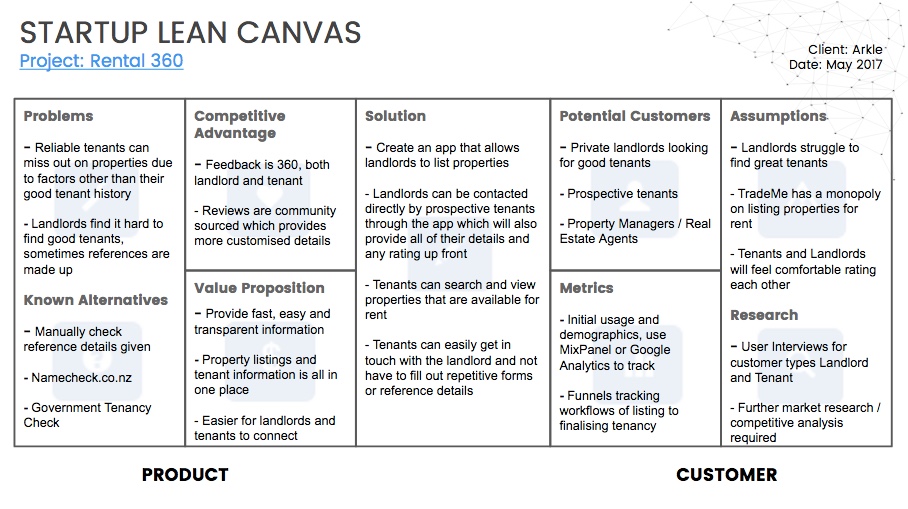 STARTUP LEAN CANVAS
Project: Rental 360
Client: Arkle
Date: May 2017
Problems
- Reliable tenants can
miss out on properties due
to factors other than their
good tenant history
- Landlords find it hard to
find good tenants,
sometimes references are
made up
Known Alternatives
- Manually check
reference details given
- Namecheck.co.nz
- Government Tenancy
Check
Competitive
Advantage
- Feedback is 360, both
landlord and tenant
- Reviews are community
sourced which provides
more customised details
Value Proposition
- Provide fast, easy and
transparent information
- Property listings and
tenant information is all in
one place
- Easier for landlords and
tenants to connect
Solution
- Create an app that allows
landlords to list properties
- Landlords can be contacted
directly by prospective tenants
through the app which will also
provide all of their details and
any rating up front
- Tenants can search and view
properties that are available for
rent
- Tenants can easily get in
touch with the landlord and not
have to fill out repetitive forms
or reference details
Potential Customers
- Private landlords looking
for good tenants
- Prospective tenants
- Property Managers / Real
Estate Agents
Metrics
- Initial usage and
demographics, use
MixPanel or Google
Analytics to track
- Funnels tracking
workflows of listing to
finalising tenancy
Assumptions
- Landlords struggle to
find great tenants
- TradeMe has a monopoly
on listing properties for
rent
- Tenants and Landlords
will feel comfortable rating
each other
Research
- User Interviews for
customer types Landlord
and Tenant
- Further market research /
competitive analysis
required
PRODUCT
CUSTOMER